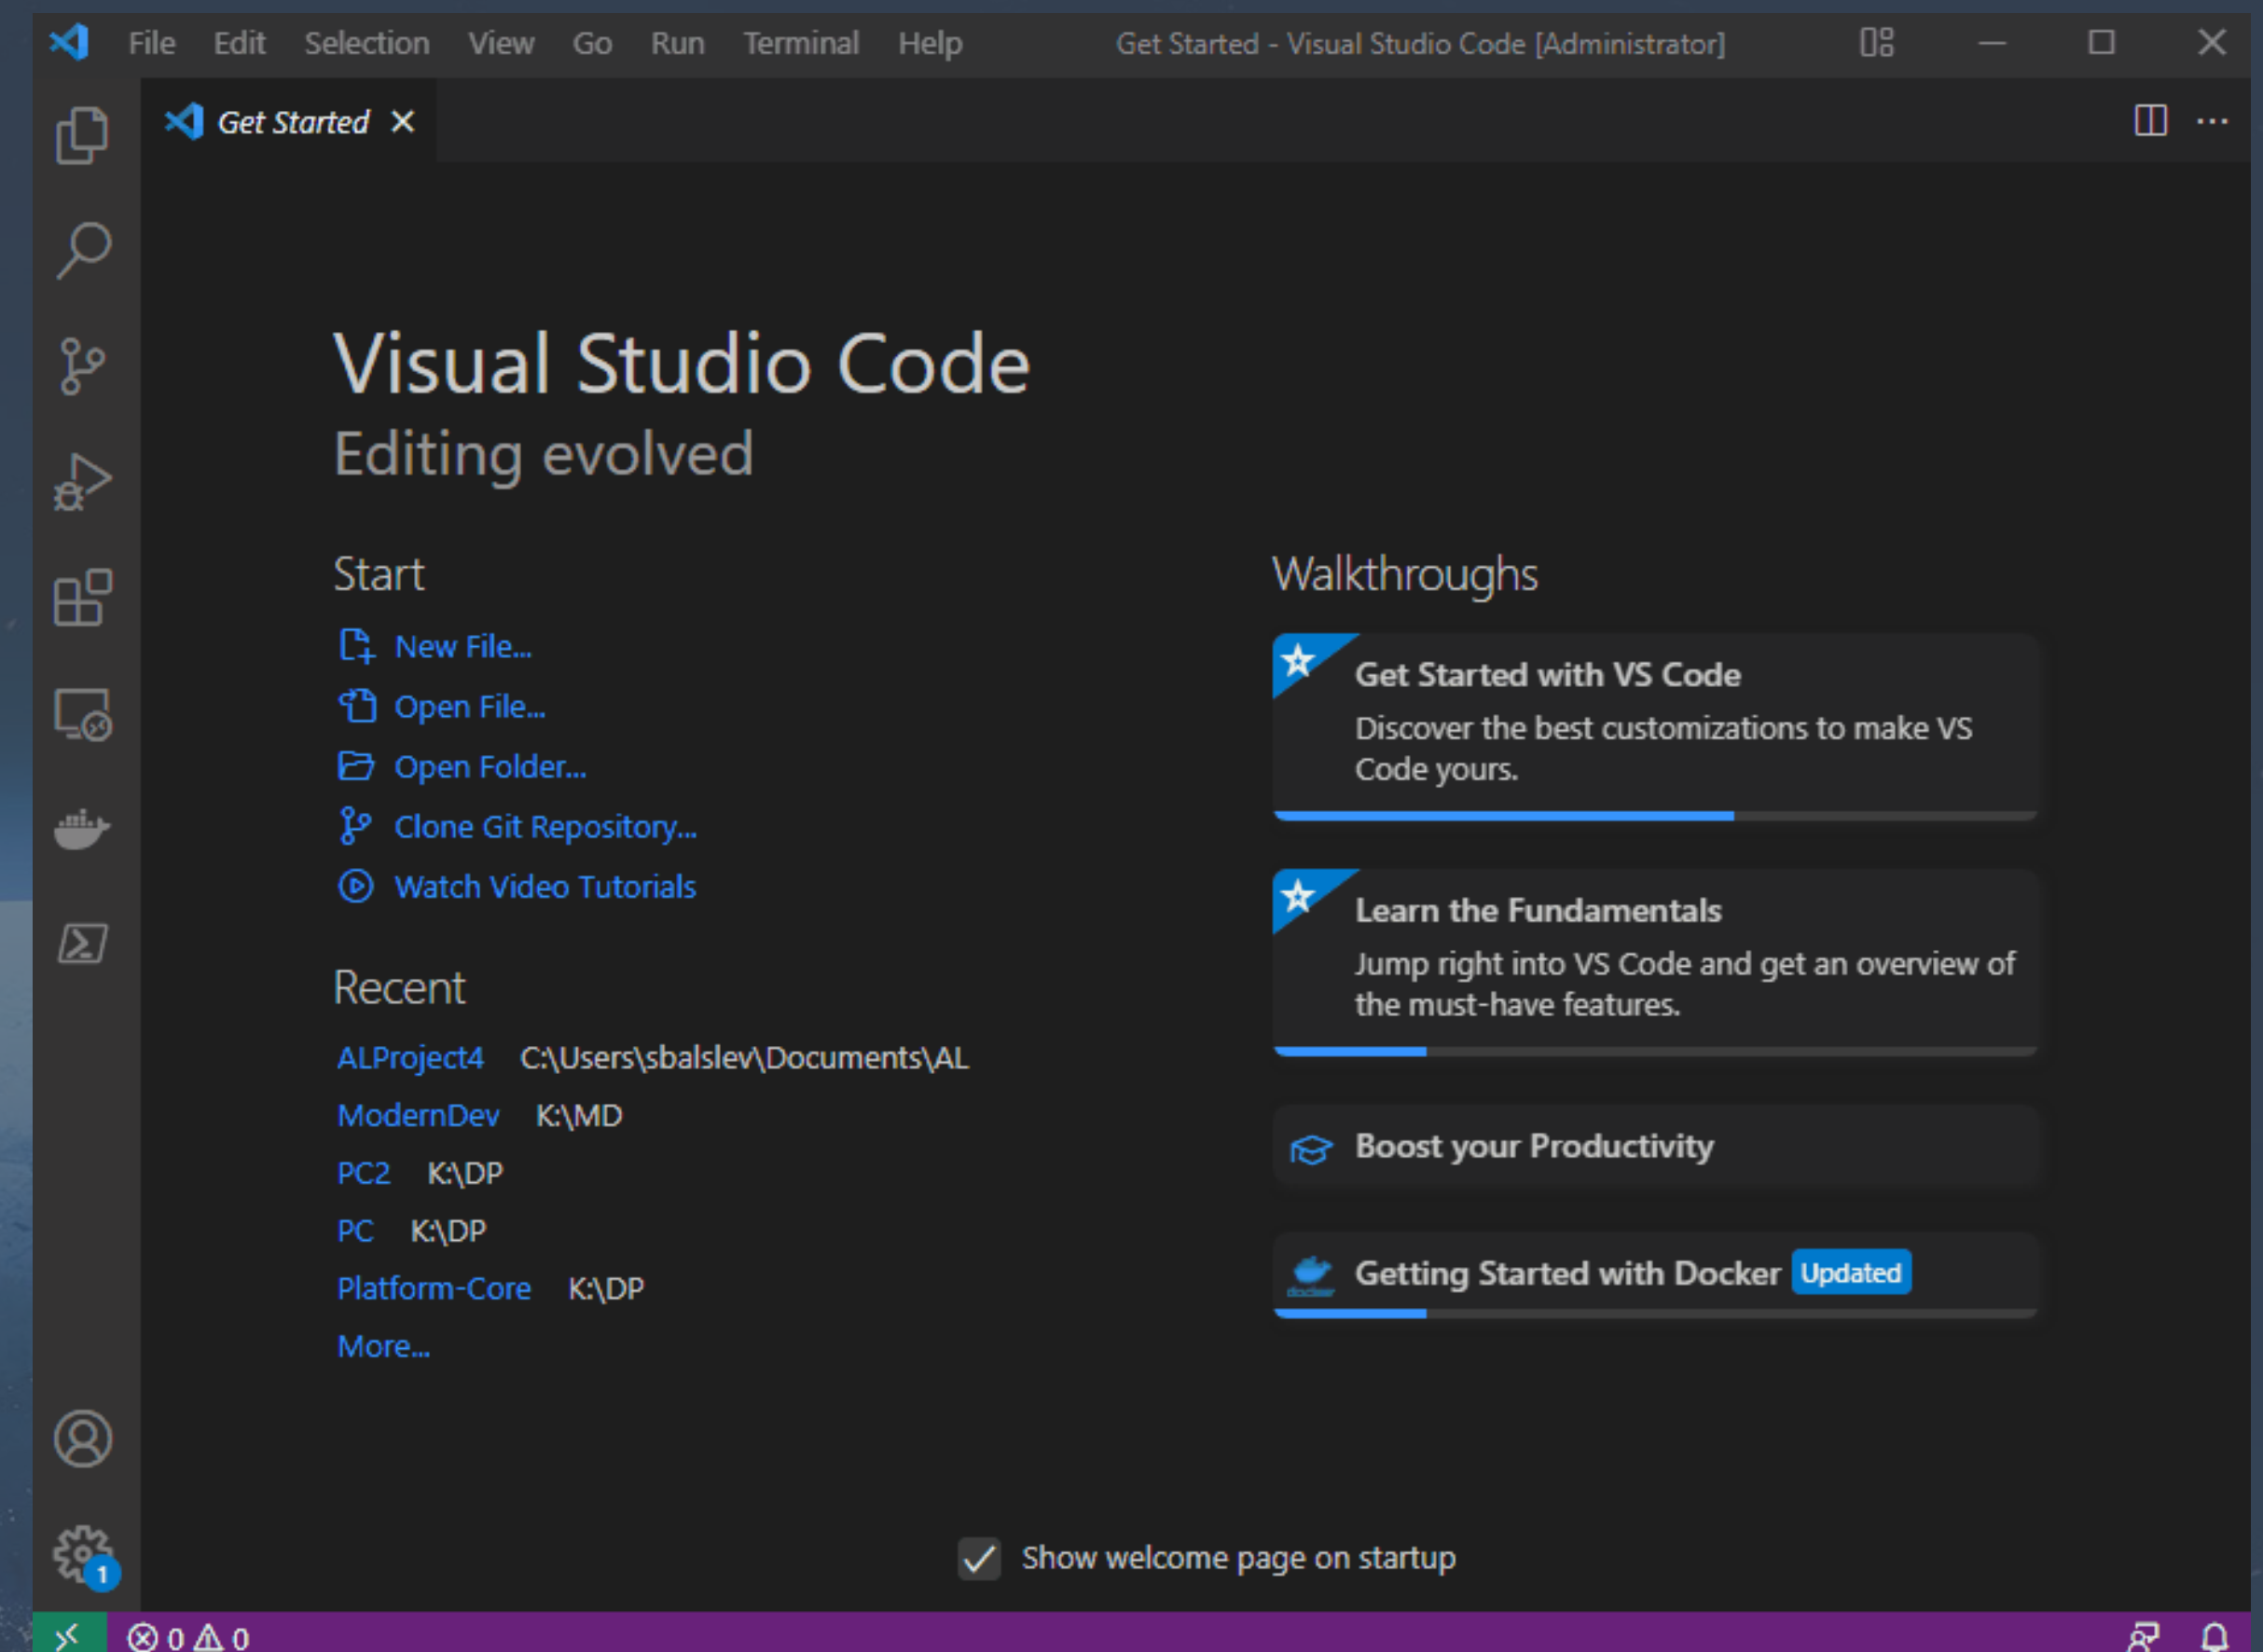 File Edit Selection View Go Run Terminal Help Get Started - Visual Studio Code [Administrator]
Get Started
Visual Studio Code
Editing evolved
Start
New File...
Open File...
Open Folder...
Clone Git Repository...
Watch Video Tutorials
Recent
ALProject4 C:\Users\sbalslev\Documents\AL
ModernDev K:\MD
PC2 K:\DP
PC K:\DP
Platform-Core K:\DP
More...
Walkthroughs
Get Started with VS Code
Discover the best customizations to make VS
Code yours.
Learn the Fundamentals
Jump right into VS Code and get an overview of
the must-have features.
Boost your Productivity
docker
Getting Started with Docker Updated
Show welcome page on startup
1
0 0